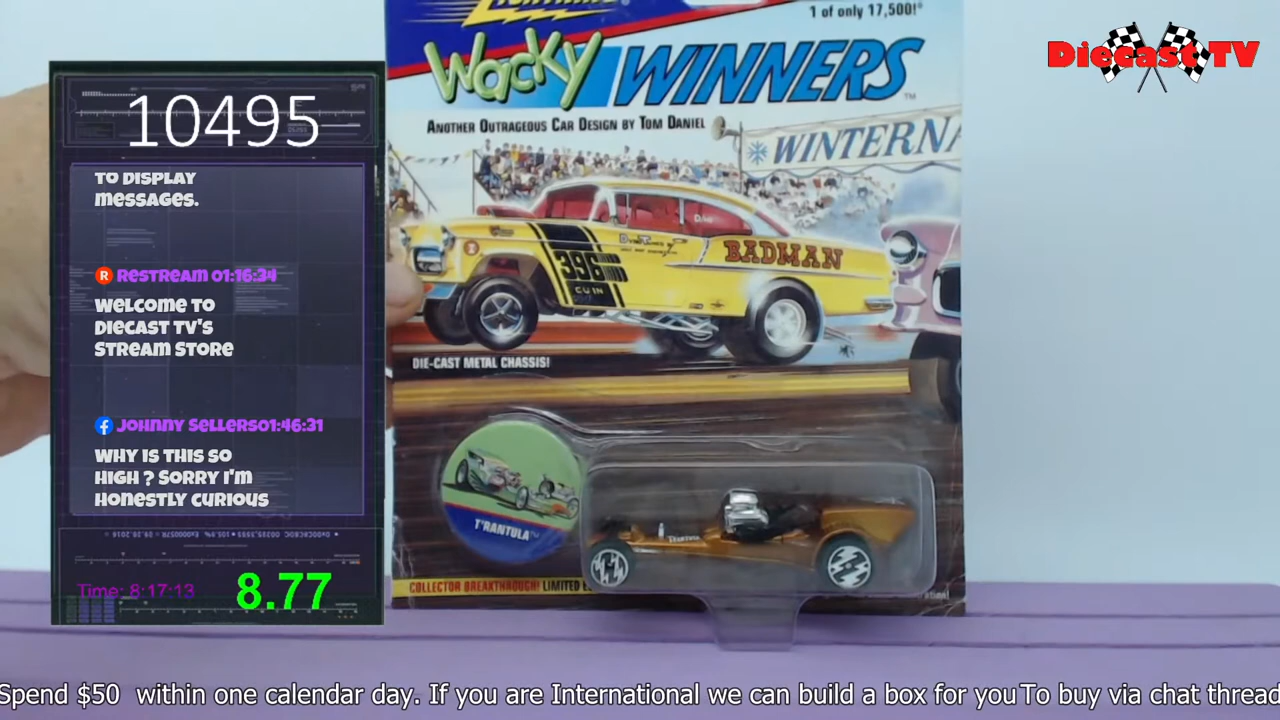 1 of only 17,500!
Diecast TV
Wacky WINNERS™
ANOTHER OUTRAGEOUS CAR DESIGN BY TOM DANIEL
WINTERNA
10495
TO DISPLAY
MESSAGES.
Restream 01:16:34
WELCOME TO
DIECAST TV'S
STREAM STORE
Johnny Sellers01:46:31
WHY IS THIS SO
HIGH ? SORRY I'M
HONESTLY CURIOUS
Time: 8:17:13
8.77
BADMAN
396
CU IN
DIE-CAST METAL CHASSIS!
T'RANTULA™
COLLECTOR BREAKTHROUGH! LIMITED E
Spend $50 within one calendar day. If you are International we can build a box for you To buy via chat thread